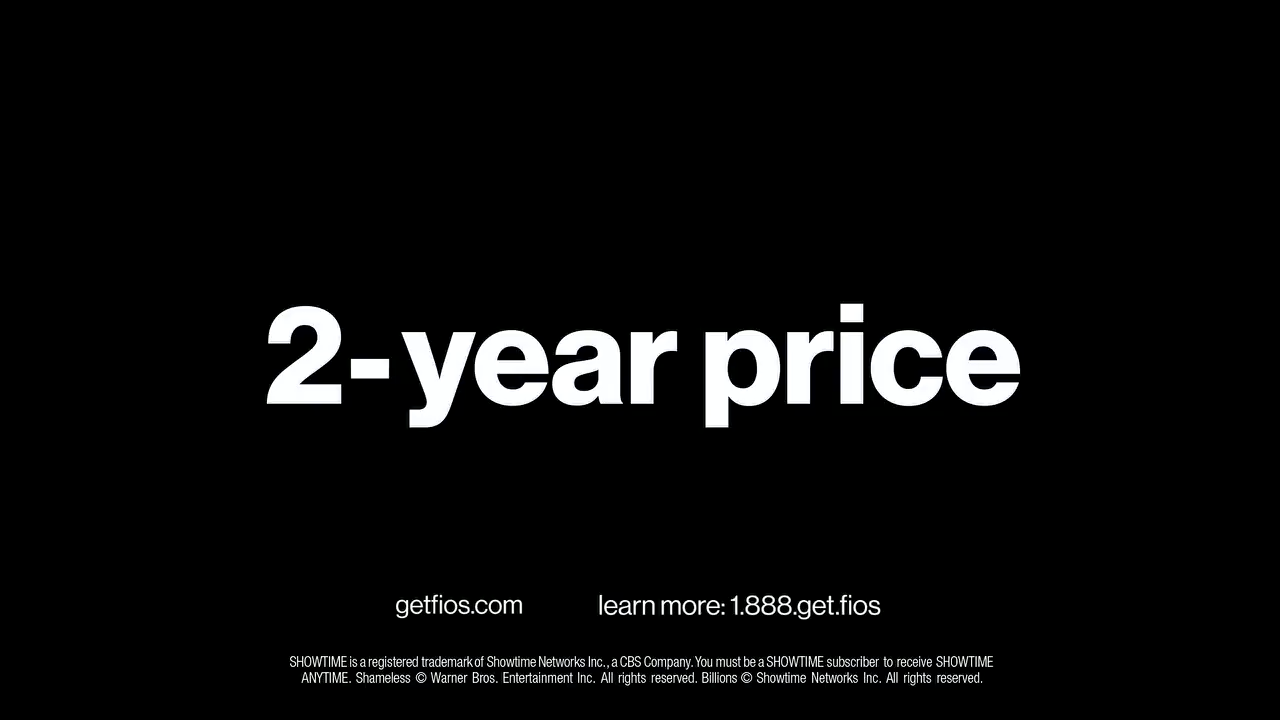 2-year price
getfios.com learn more: 1.888.get.fios
SHOWTIME is a registered trademark of Showtime Networks Inc., a CBS Company. You must be a SHOWTIME subscriber to receive SHOWTIME
ANYTIME. Shameless © Warner Bros. Entertainment Inc. All rights reserved. Billions © Showtime Networks Inc. All rights reserved.